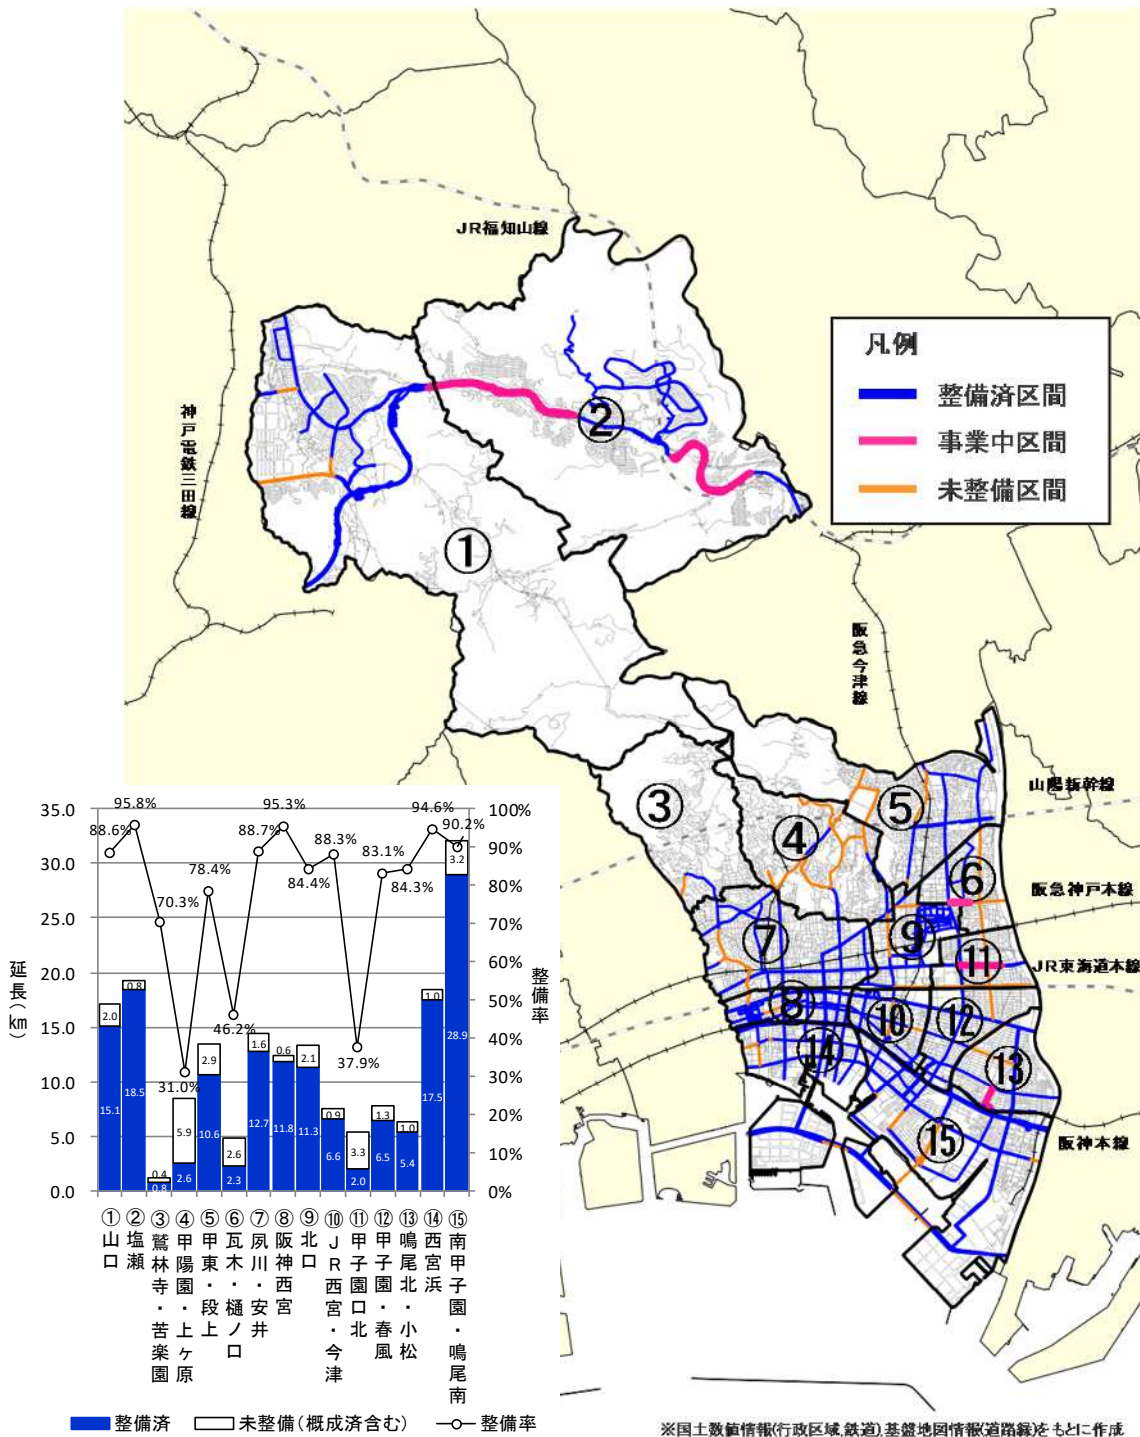 JR福知山線
神戸電鉄三田線
凡例
整備済区間
事業中区間
未整備区間
①
②
③
④
⑤
⑥
⑦
⑧
⑨
⑩
⑪
⑫
⑬
⑭
⑮
阪急今津線
山陽新幹線
阪急神戸本線
JR東海道本線
阪神本線
延長(㎞)
35.0
30.0
25.0
20.0
15.0
10.0
5.0
0.0
整備率
100%
90%
80%
70%
60%
50%
40%
30%
20%
10%
0%
88.6%
95.8%
70.3%
31.0%
78.4%
46.2%
88.7%
95.3%
84.4%
88.3%
37.9%
83.1%
84.3%
94.6%
90.2%
2.0
0.8
0.4
5.9
2.9
2.6
1.6
0.6
2.1
0.9
3.3
1.3
1.0
1.0
3.2
15.1
18.5
0.8
2.6
10.6
2.3
12.7
11.8
11.3
6.6
2.0
6.5
5.4
17.5
28.9
①山口
②塩瀬
③鷲林寺・苦楽園
④甲陽園・上ヶ原
⑤甲東・段上
⑥瓦木・樋ノ口
⑦夙川・安井
⑧阪神西宮
⑨北口
⑩JR西宮・今津
⑪甲子園口北
⑫甲子園・春風
⑬鳴尾北・小松
⑭西宮浜
⑮南甲子園・鳴尾南
整備済
未整備(概成済含む)
整備率
※国土数値情報(行政区域,鉄道),基盤地図情報(道路縁)をもとに作成